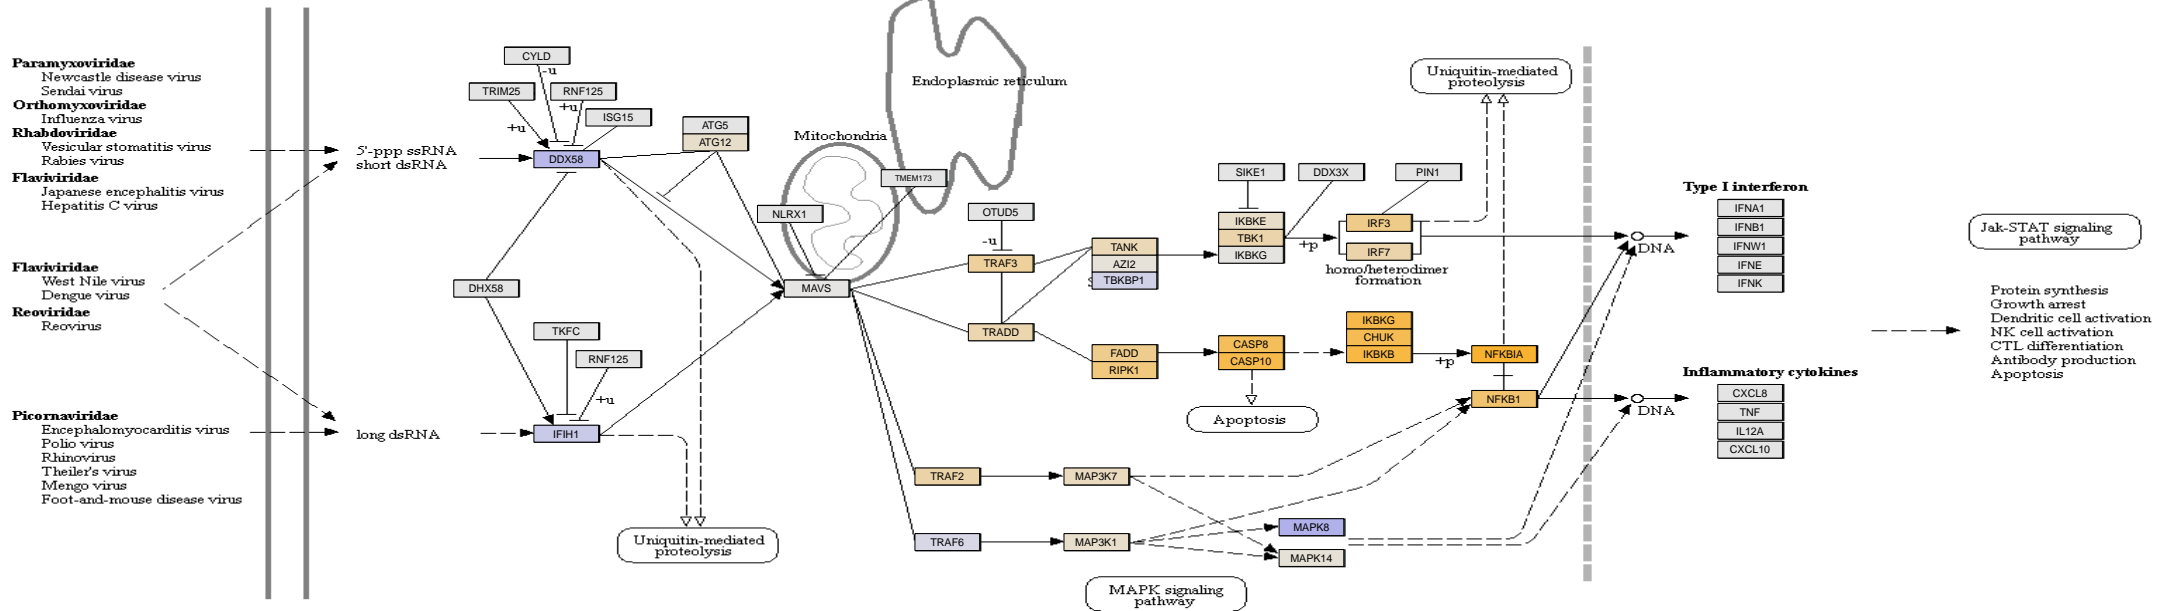 Paramyxoviridae
Newcastle disease virus
Sendai virus
Orthomyxoviridae
Influenza virus
Rhabdoviridae
Vesicular stomatitis virus
Rabies virus
Flaviviridae
Japanese encephalitis virus
Hepatitis C virus
Flaviviridae
West Nile virus
Dengue virus
Reoviridae
Reovirus
Picornaviridae
Encephalomyocarditis virus
Polio virus
Rhinovirus
Theiler's virus
Mengo virus
Foot-and-mouse disease virus
5'-ppp ssRNA
short dsRNA
long dsRNA
CYLD
-u
TRIM25
RNF125
+u
+u
ISG15
DDX58
ATG5
ATG12
DHX58
TKFC
RNF125
+u
IFIH1
Uniquitin-mediated
proteolysis
Mitochondria
Endoplasmic reticulum
TMEM173
NLRX1
MAVS
OTUD5
-u
TRAF3
TRADD
TANK
AZI2
TBKBP1
S
FADD
RIPK1
TRAF2
TRAF6
MAP3K7
MAP3K1
MAPK8
MAPK14
MAPK signaling
pathway
SIKE1
DDX3X
PIN1
IKBKE
TBK1
IKBKG
+p
IRF3
IRF7
homo/heterodimer
formation
CASP8
CASP10
Apoptosis
IKBKG
CHUK
IKBKB
+p
NFKBIA
NFKB1
Uniquitin-mediated
proteolysis
DNA
DNA
Type I interferon
IFNA1
IFNB1
IFNW1
IFNE
IFNK
Inflammatory cytokines
CXCL8
TNF
IL12A
CXCL10
Jak-STAT signaling
pathway
Protein synthesis
Growth arrest
Dendritic cell activation
NK cell activation
CTL differentiation
Antibody production
Apoptosis